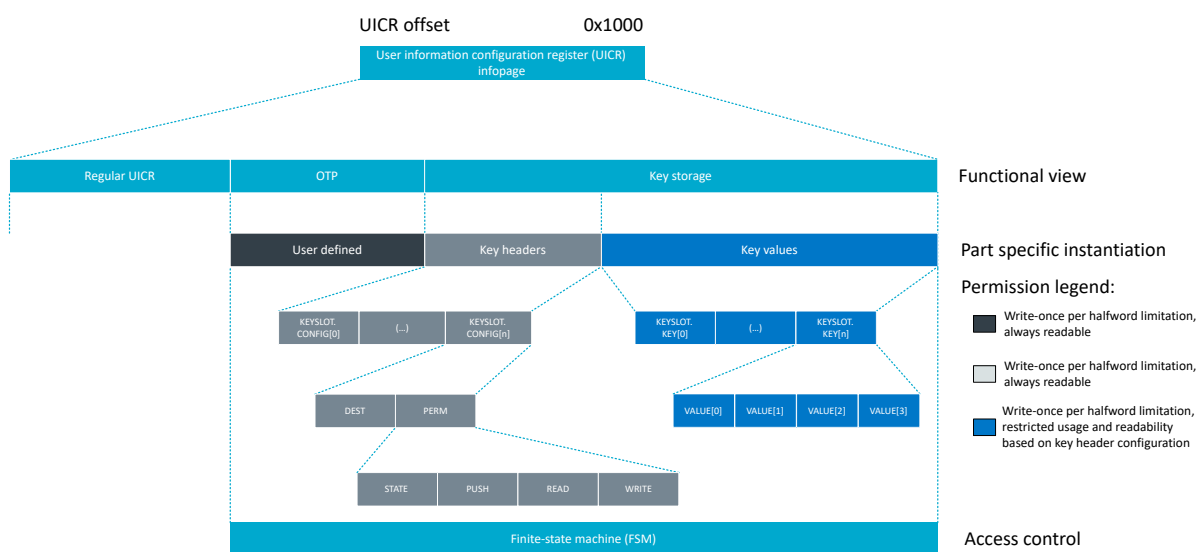 UICR offset 0x1000
User information configuration register (UICR)
infopage
Regular UICR OTP Key storage Functional view
User defined Key headers Key values Part specific instantiation
Permission legend:
KEYSLOT.
CONFIG[0]
(...)
KEYSLOT.
CONFIG[n]
KEYSLOT.
KEY[0]
(...)
KEYSLOT.
KEY[n]
Write-once per halfword limitation,
always readable
Write-once per halfword limitation,
always readable
DEST PERM VALUE[0] VALUE[1] VALUE[2] VALUE[3]
Write-once per halfword limitation,
restricted usage and readability
based on key header configuration
STATE PUSH READ WRITE
Finite-state machine (FSM) Access control